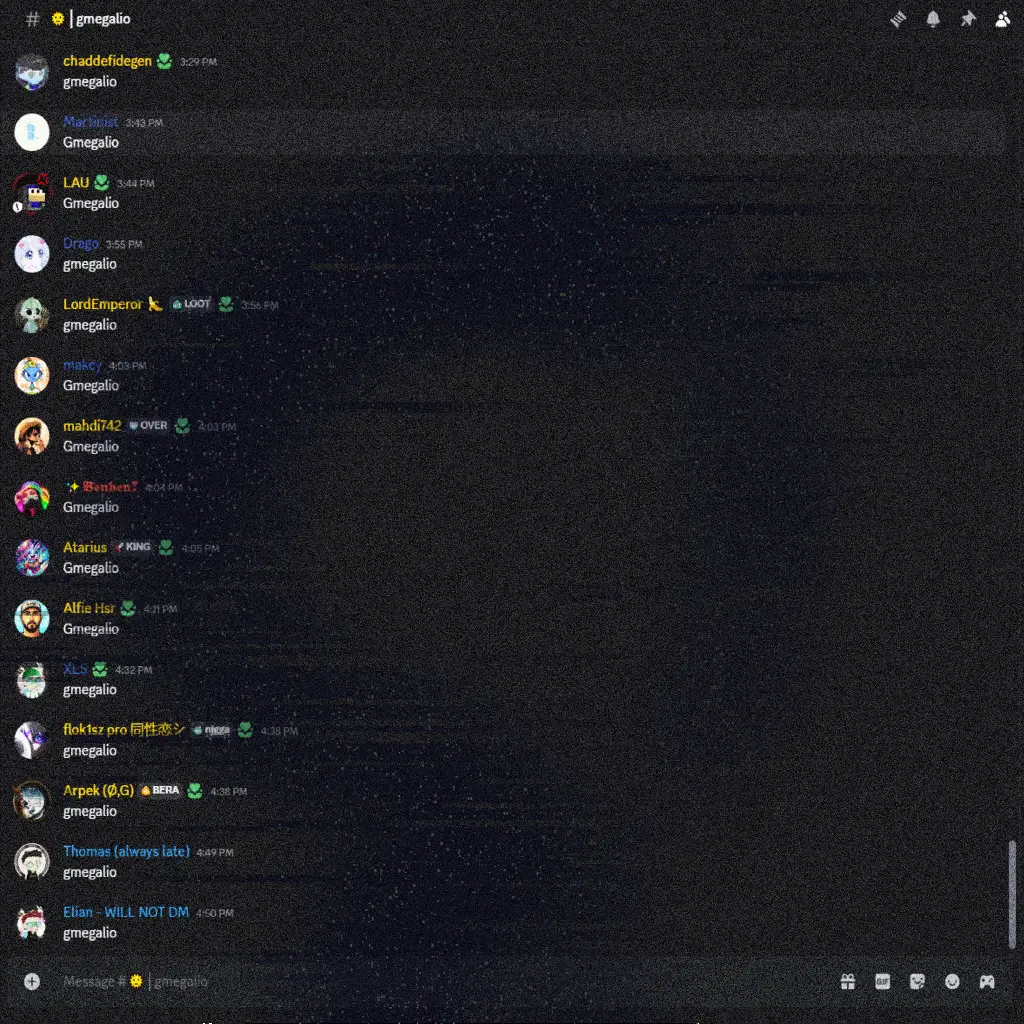 # 🌞 | gmegalio
chaddefidegen 3:29 PM
gmegalio
Martinist 3:43 PM
Gmegalio
LAU 3:44 PM
Gmegalio
Drago 3:55 PM
gmegalio
LordEmperor 🍌 LOOT 3:56 PM
gmegalio
makcy 4:03 PM
Gmegalio
mahdi742 OVER 4:03 PM
Gmegalio
✨ 𝕭𝖊𝖓𝖇𝖊𝖓❣ 4:04 PM
Gmegalio
Atarius KING 4:05 PM
Gmegalio
Alfie Hsr 4:11 PM
Gmegalio
XLS 4:32 PM
gmegalio
flok1sz pro 同性恋シ 4:38 PM
gmegalio
Arpek (Ø,G) BERA 4:38 PM
gmegalio
Thomas (always late) 4:49 PM
gmegalio
Elian - WILL NOT DM 4:50 PM
gmegalio
Message # 🌞 | gmegalio
GIF